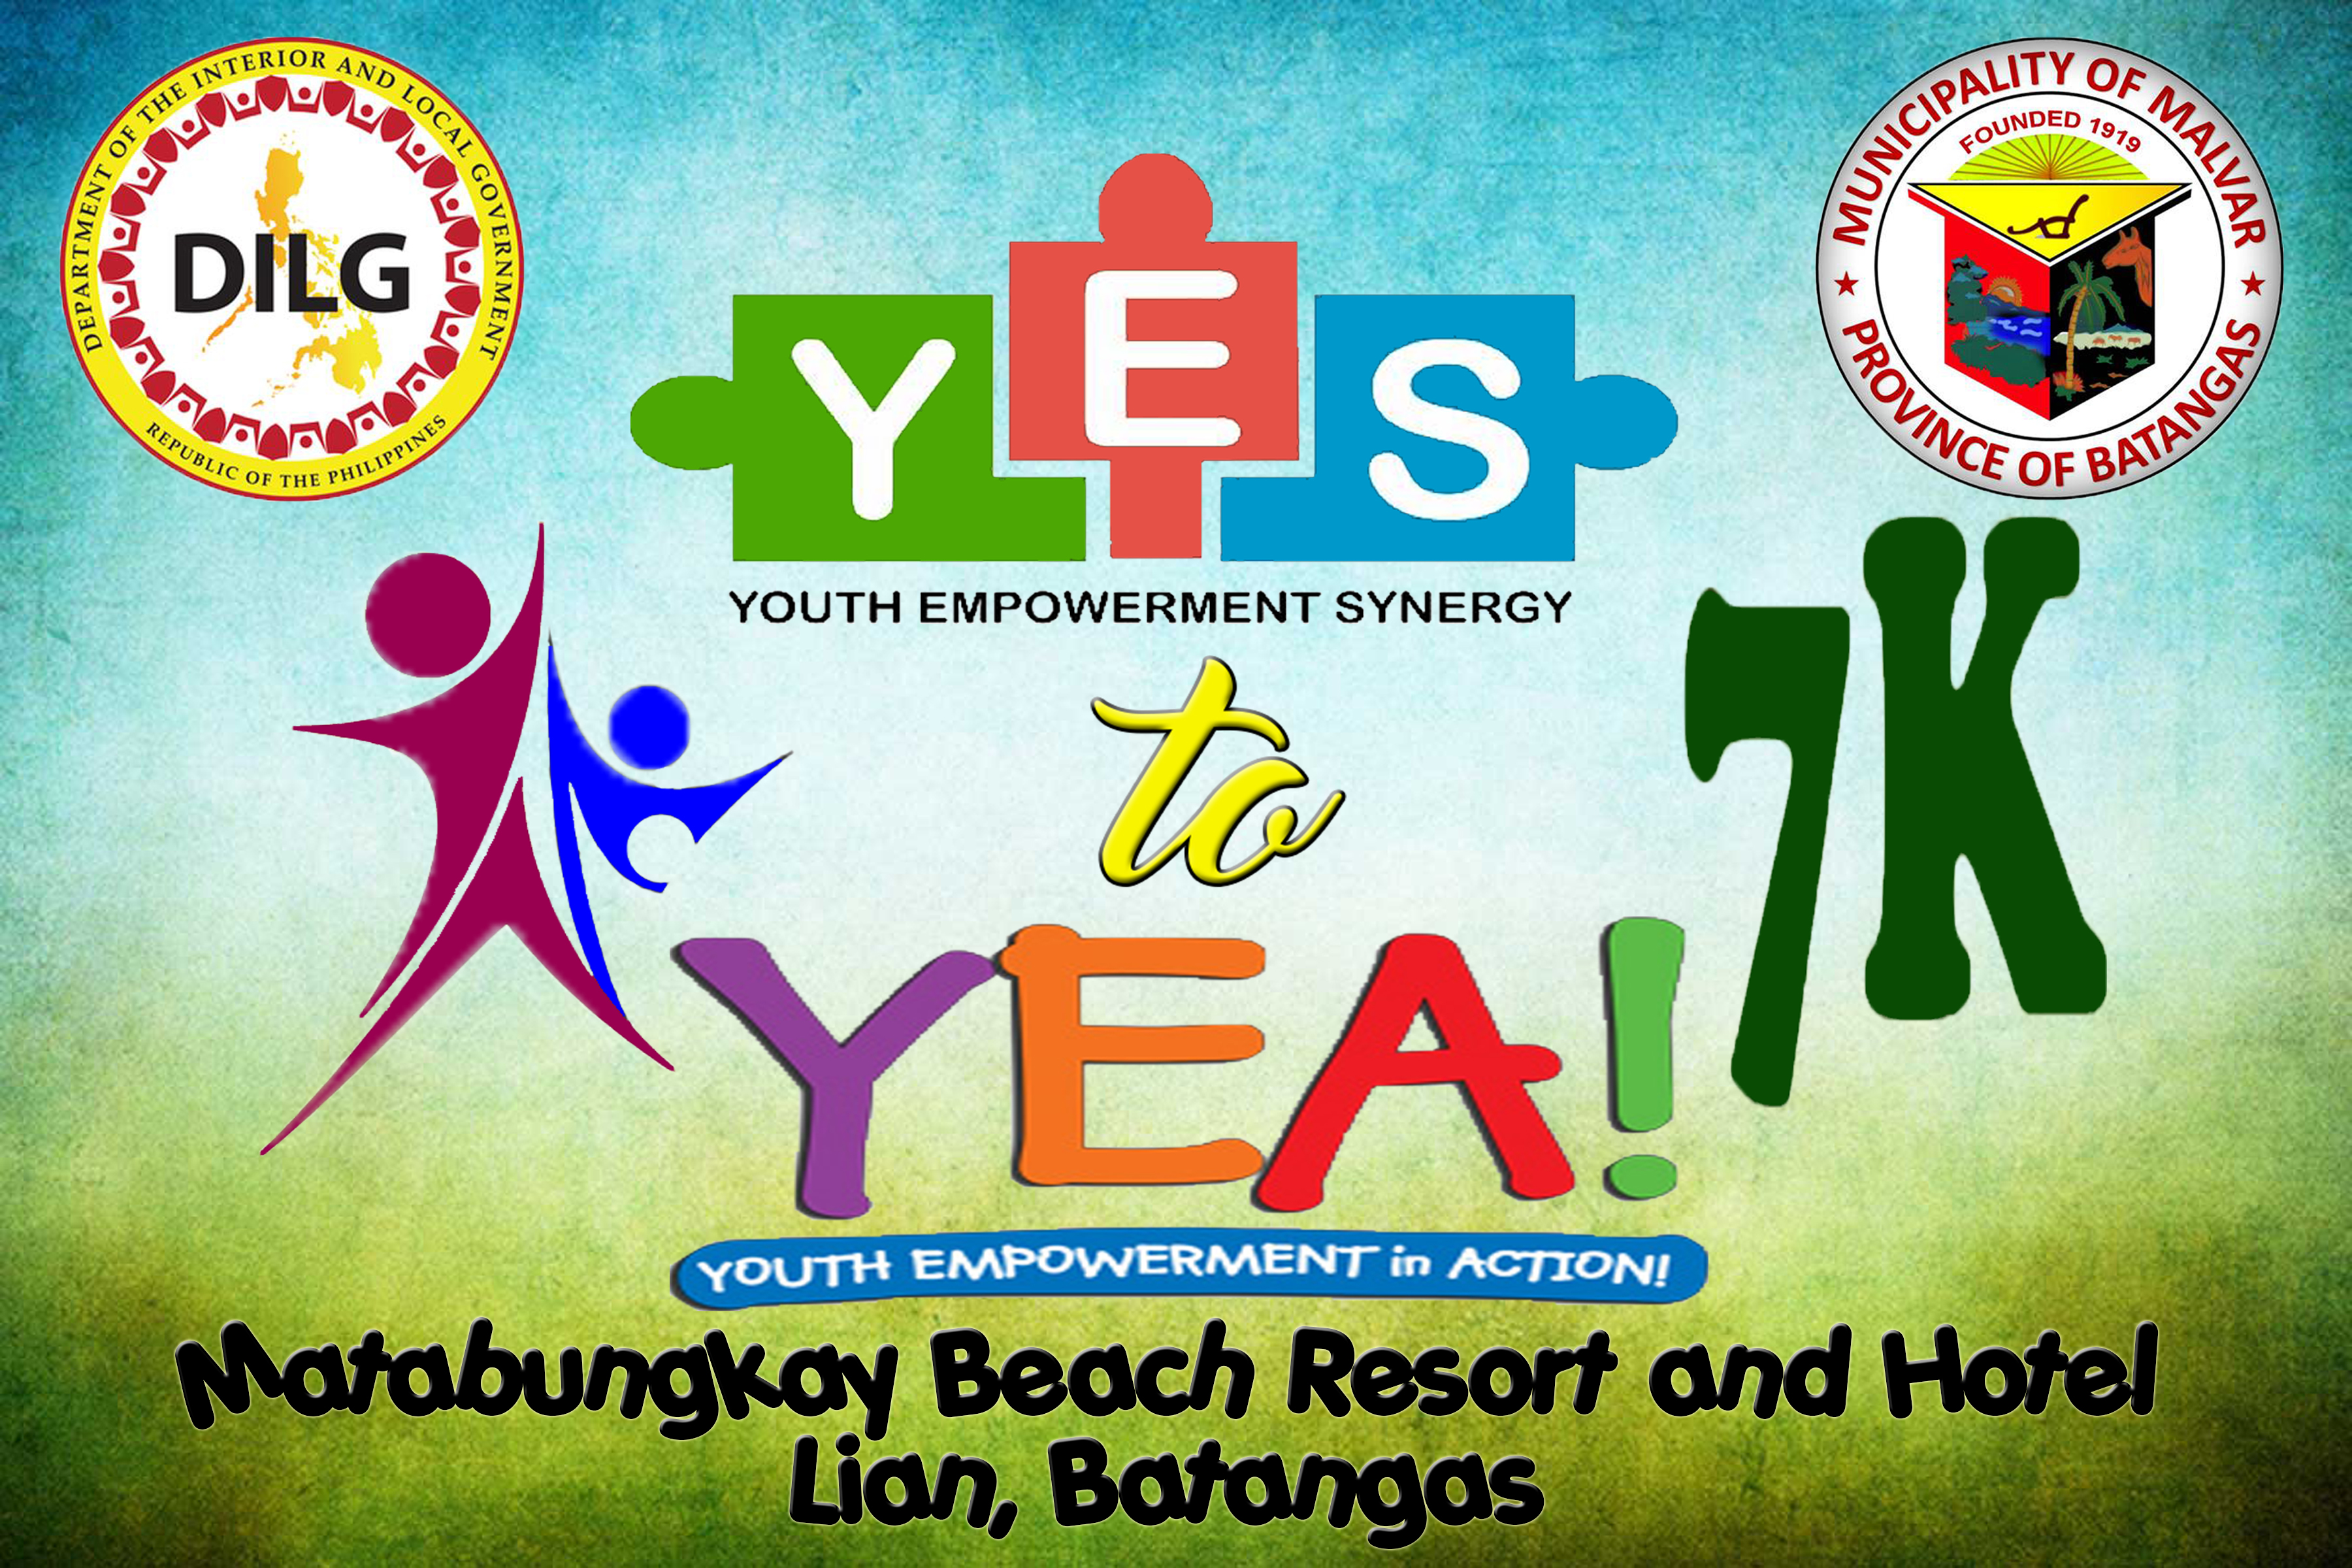 DEPARTMENT OF THE INTERIOR AND LOCAL GOVERNMENT
DILG
REPUBLIC OF THE PHILIPPINES
MUNICIPALITY OF MALVAR
FOUNDED 1919
PROVINCE OF BATANGAS
YES
YOUTH EMPOWERMENT SYNERGY
to
7K
YEA!
YOUTH EMPOWERMENT in ACTION!
Matabungkay Beach Resort and Hotel
Lian, Batangas